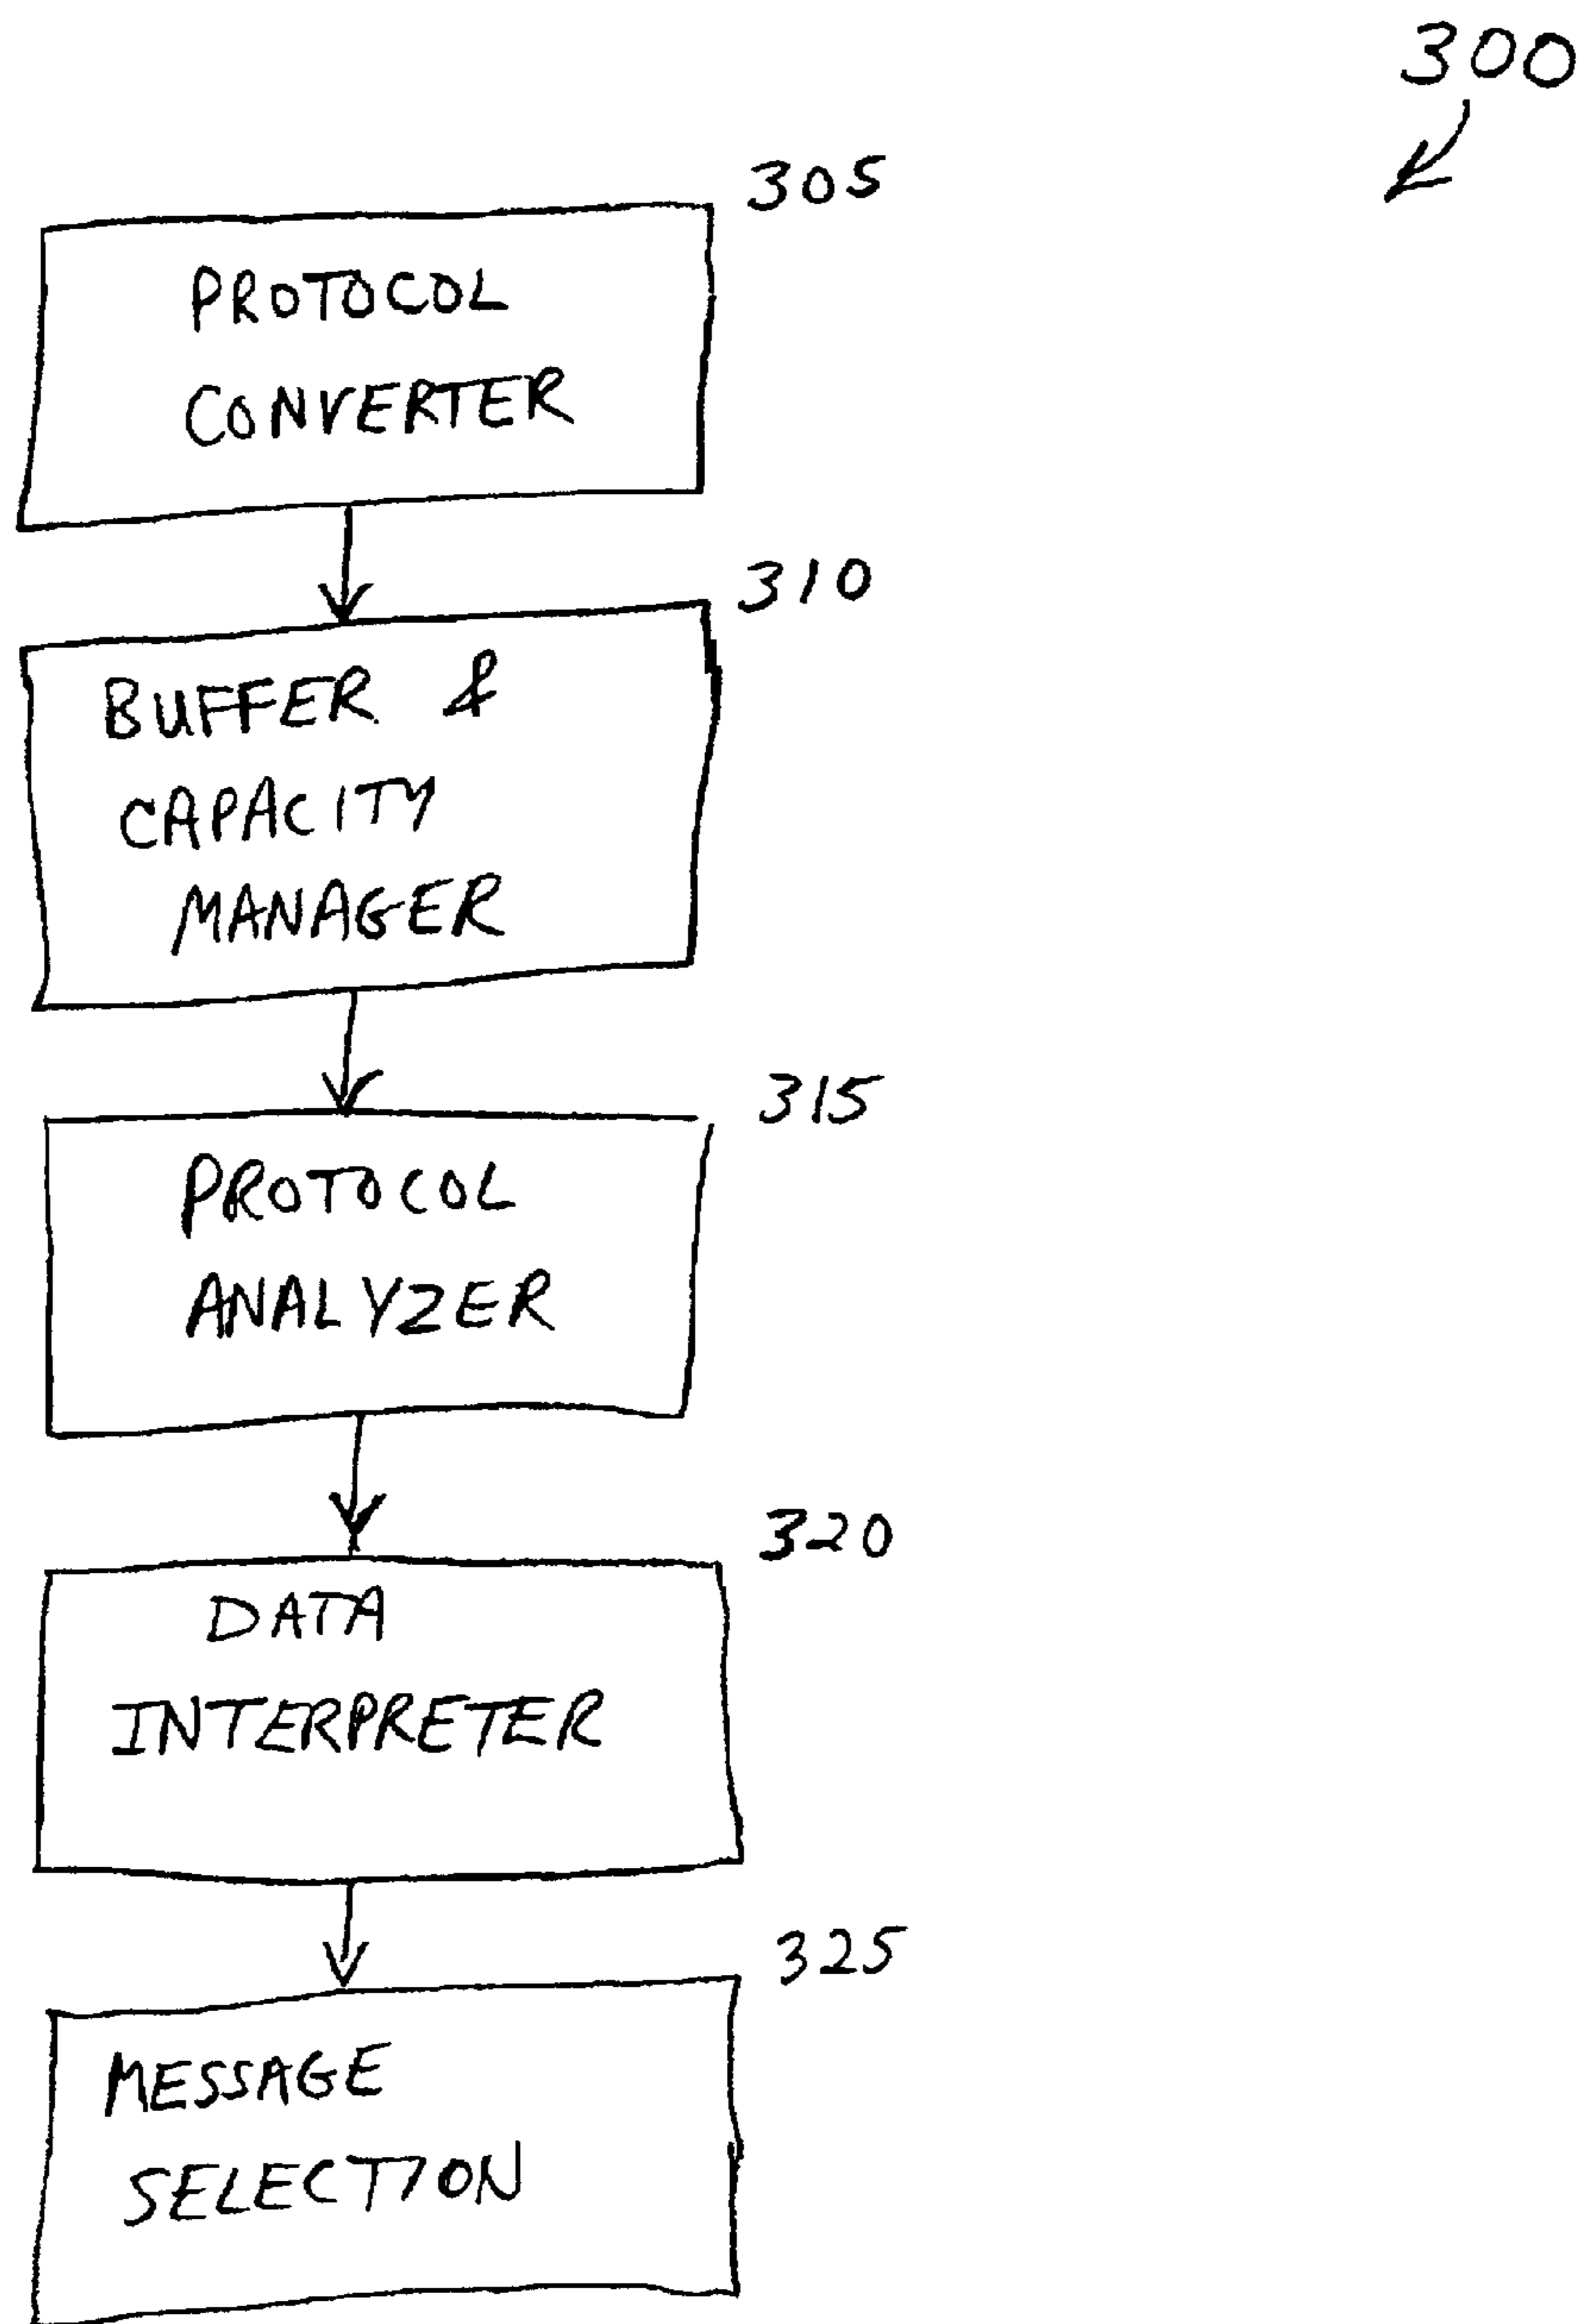 300
305
PROTOCOL
CONVERTER
310
BUFFER &
CAPACITY
MANAGER
315
PROTOCOL
ANALYZER
320
DATA
INTERPRETER
325
MESSAGE
SELECTION